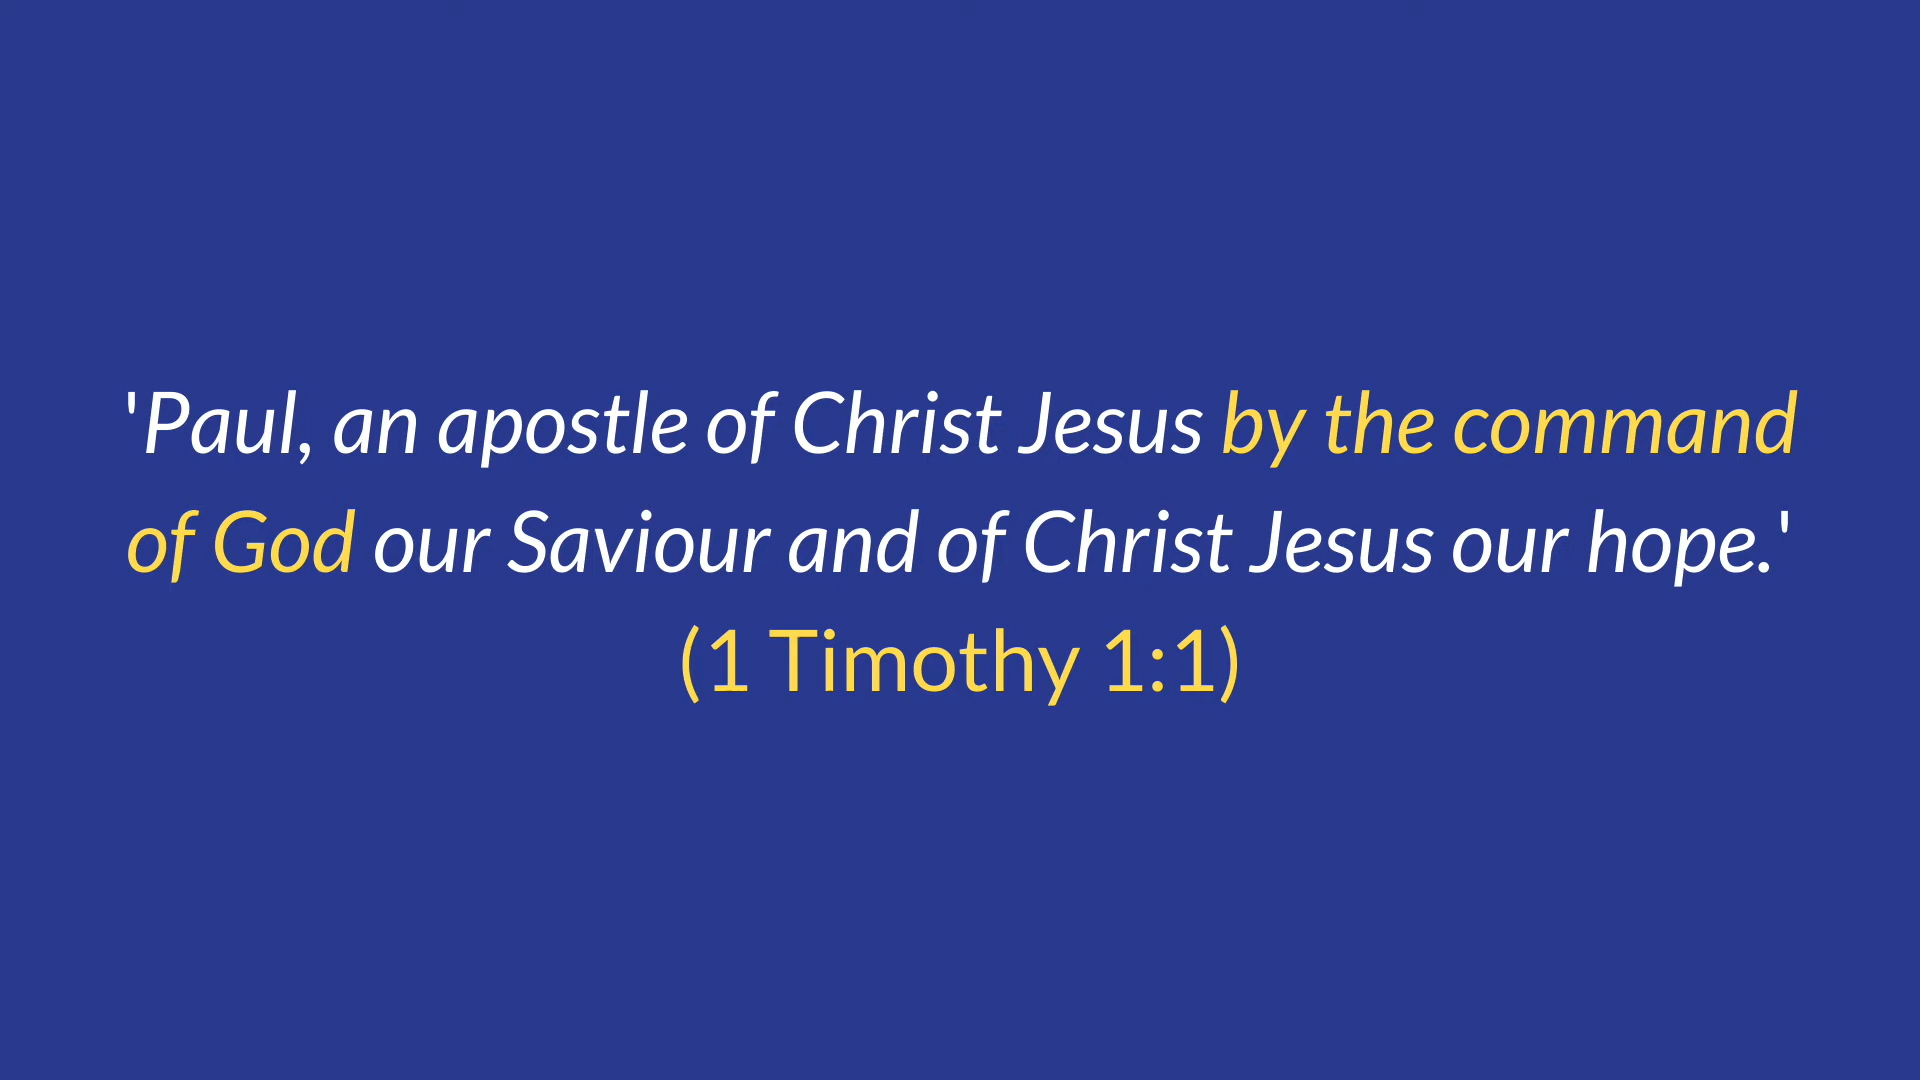 'Paul, an apostle of Christ Jesus by the command
of God our Saviour and of Christ Jesus our hope.'
(1 Timothy 1:1)